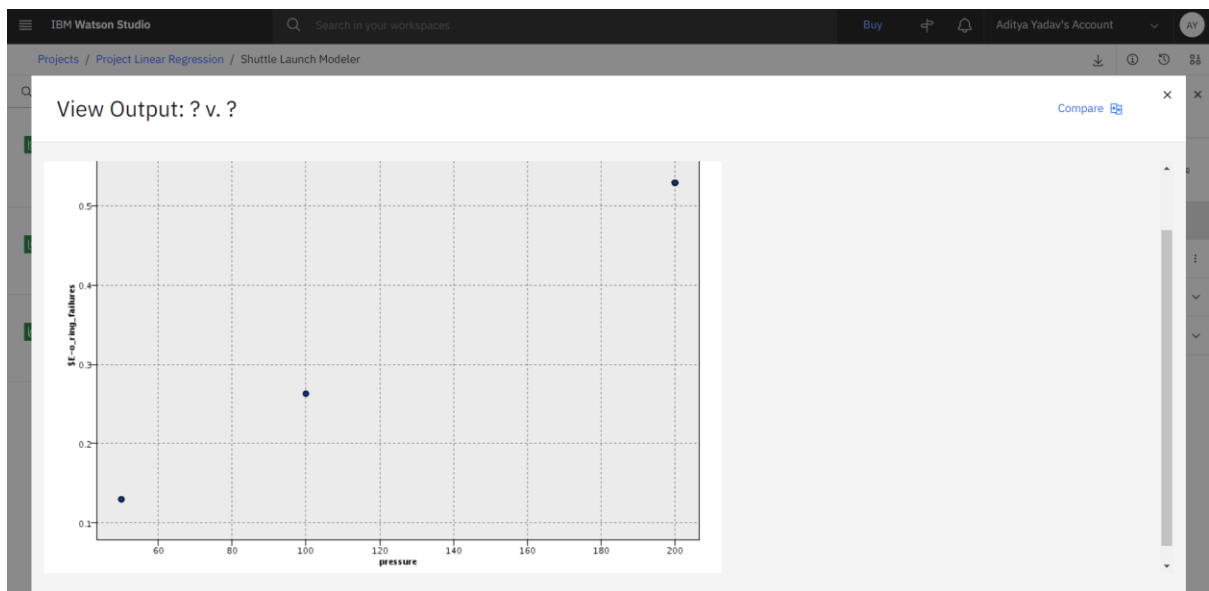 IBM Watson Studio
Search in your workspaces
Buy
Aditya Yadav's Account
AY
Projects / Project Linear Regression / Shuttle Launch Modeler
View Output: ? v. ?
Compare
0.5
0.4
0.3
0.2
0.1
$E-o_ring_failures
60 80 100 120 140 160 180 200
pressure